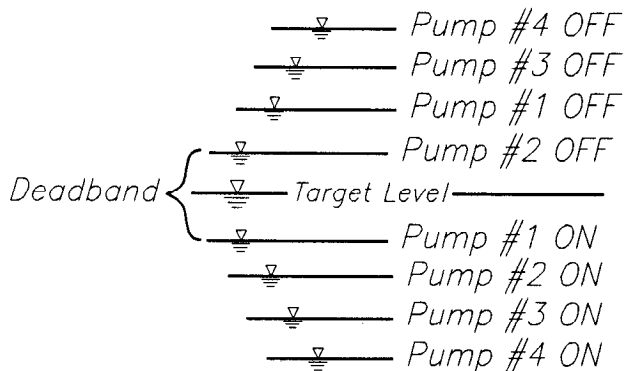 Pump #4 OFF
Pump #3 OFF
Pump #1 OFF
Pump #2 OFF
Deadband Target Level
Pump #1 ON
Pump #2 ON
Pump #3 ON
Pump #4 ON